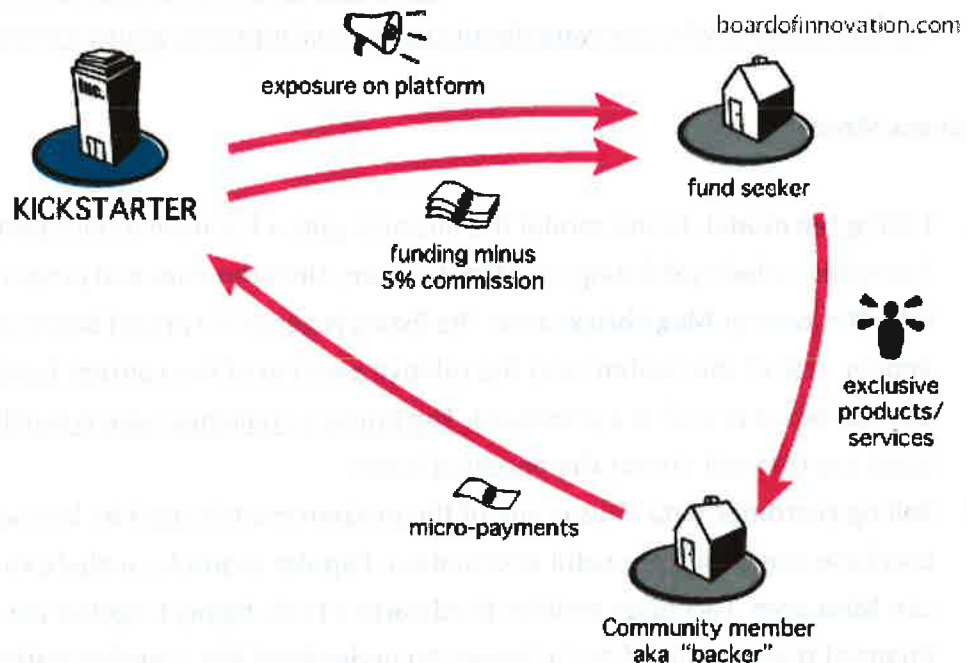 boardofinnovation.com
exposure on platform
INC.
KICKSTARTER
fund seeker
funding minus
5% commission
exclusive
products/
services
micro-payments
Community member
aka "backer"